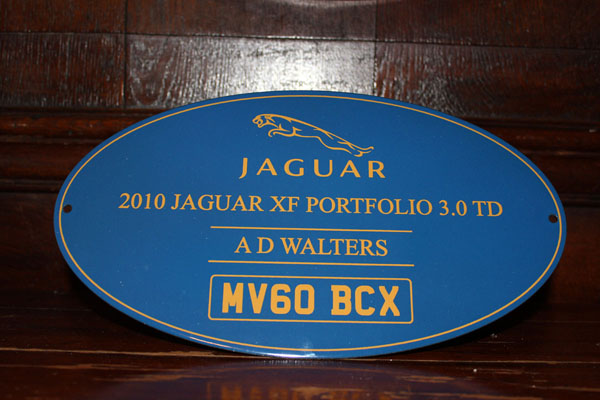 JAGUAR
2010 JAGUAR XF PORTFOLIO 3.0 TD
A D WALTERS
MV60 BCX